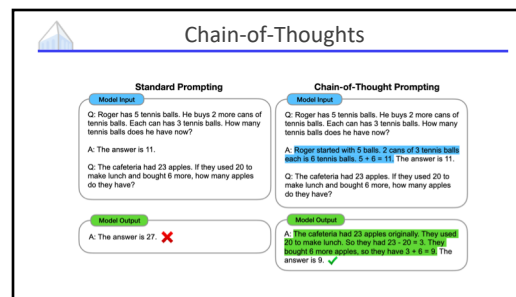 Chain-of-Thoughts
Standard Prompting
Model Input
Q: Roger has 5 tennis balls. He buys 2 more cans of
tennis balls. Each can has 3 tennis balls. How many
tennis balls does he have now?
A: The answer is 11.
Q: The cafeteria had 23 apples. If they used 20 to
make lunch and bought 6 more, how many apples
do they have?
Model Output
A: The answer is 27.
Chain-of-Thought Prompting
Model Input
Q: Roger has 5 tennis balls. He buys 2 more cans of
tennis balls. Each can has 3 tennis balls. How many
tennis balls does he have now?
A: Roger started with 5 balls. 2 cans of 3 tennis balls
each is 6 tennis balls. 5 + 6 = 11. The answer is 11.
Q: The cafeteria had 23 apples. If they used 20 to
make lunch and bought 6 more, how many apples
do they have?
Model Output
A: The cafeteria had 23 apples originally. They used
20 to make lunch. So they had 23 - 20 = 3. They
bought 6 more apples, so they have 3 + 6 = 9. The
answer is 9.